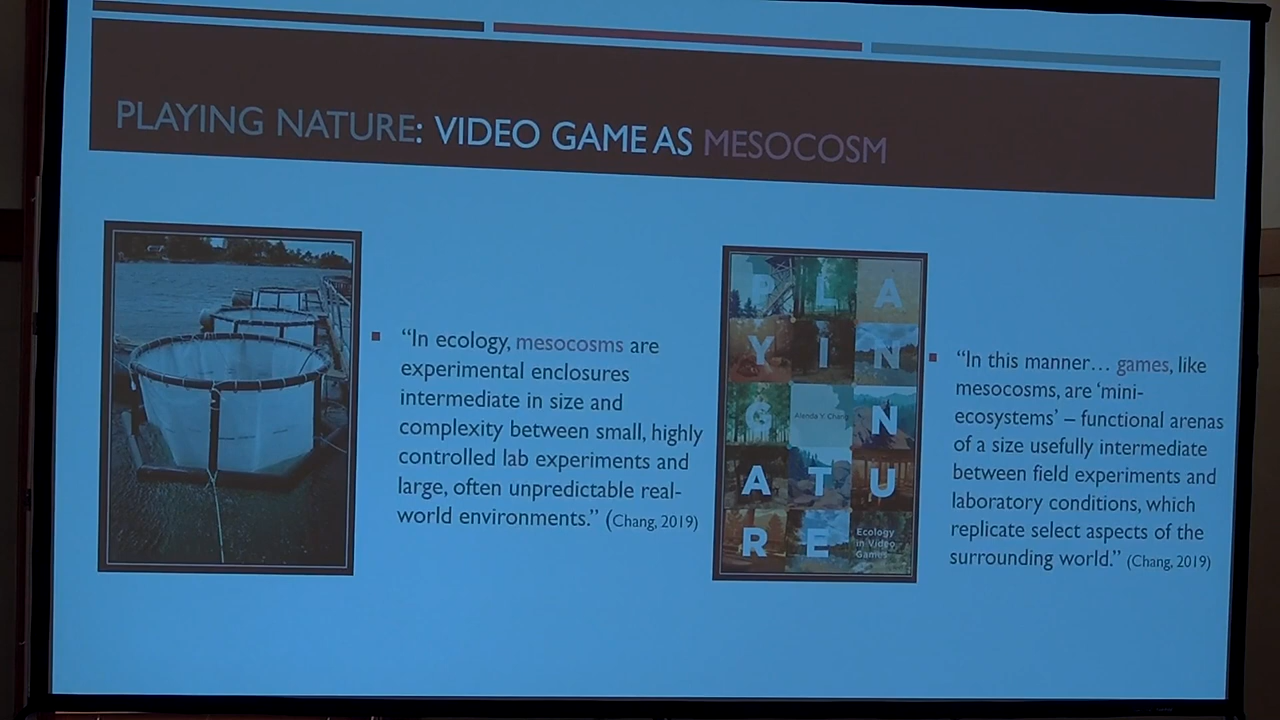 PLAYING NATURE: VIDEO GAME AS MESOCOSM
“In ecology, mesocosms are
experimental enclosures
intermediate in size and
complexity between small, highly
controlled lab experiments and
large, often unpredictable real-
world environments.” (Chang, 2019)
P L A
Y I N
G Alenda Y. Chang N
A T U
R E Ecology
in Video
Games
“In this manner… games, like
mesocosms, are ‘mini-
ecosystems’ – functional arenas
of a size usefully intermediate
between field experiments and
laboratory conditions, which
replicate select aspects of the
surrounding world.” (Chang, 2019)